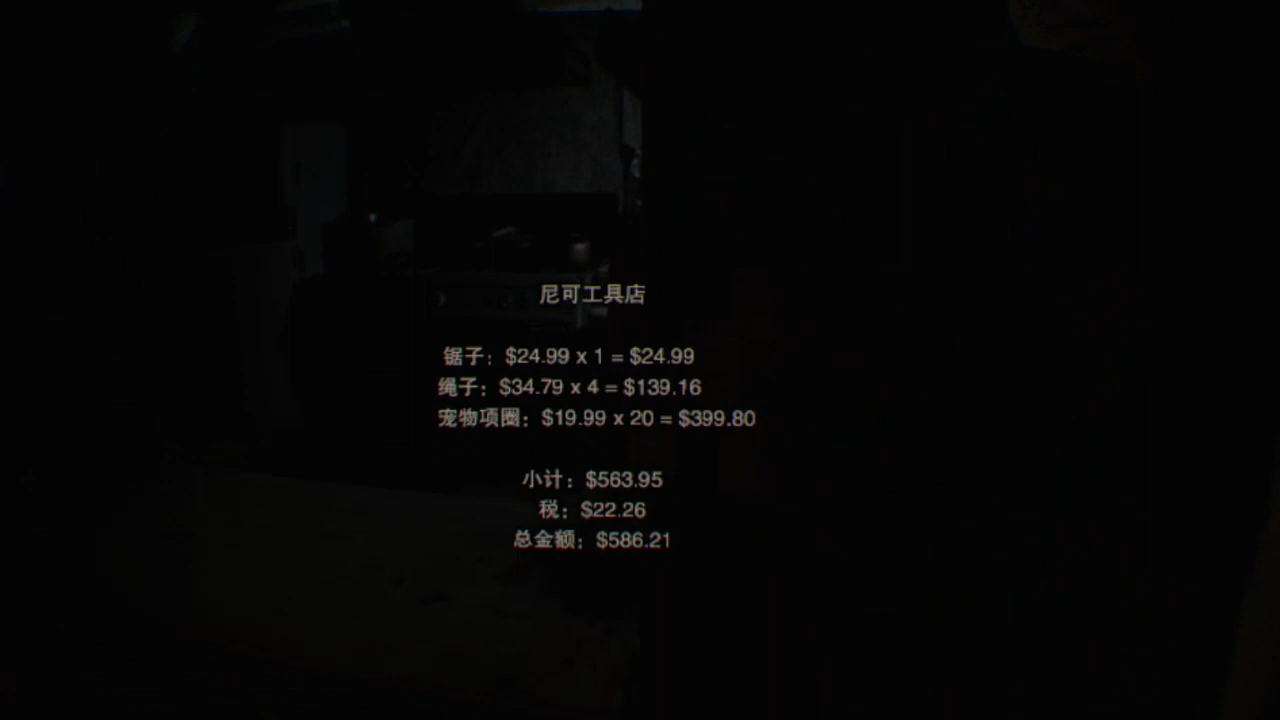 尼可工具店
锯子：$24.99 x 1 = $24.99
绳子：$34.79 x 4 = $139.16
宠物项圈：$19.99 x 20 = $399.80
小计：$563.95
税：$22.26
总金额：$586.21